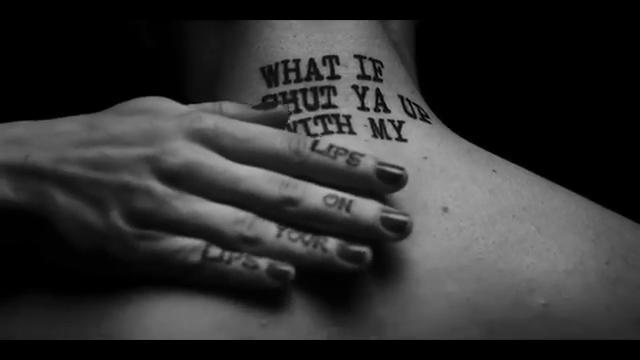 WHAT IF
SHUT YA UP
WITH MY
LIPS
ON
YOUR
LIPS